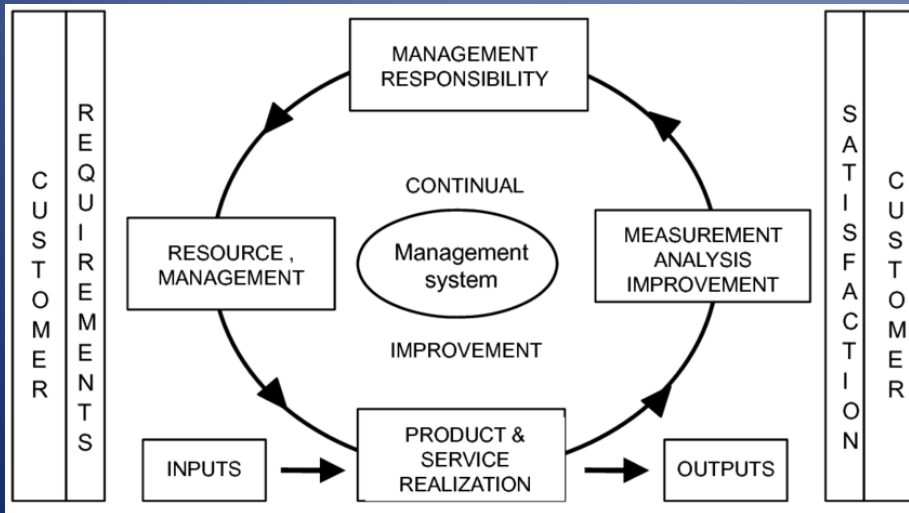 CUSTOMER
REQUIREMENTS
MANAGEMENT
RESPONSIBILITY
CONTINUAL
RESOURCE ,
MANAGEMENT
Management
system
MEASUREMENT
ANALYSIS
IMPROVEMENT
IMPROVEMENT
INPUTS
PRODUCT &
SERVICE
REALIZATION
OUTPUTS
SATISFACTION
CUSTOMER